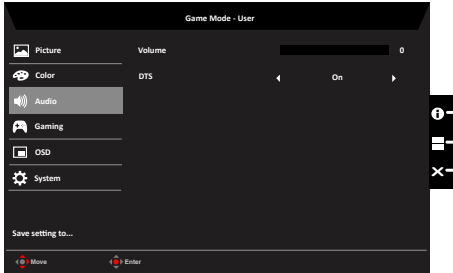 Game Mode - User
Picture
Volume 0
Color
DTS On
Audio
Gaming
OSD
System
Save setting to...
Move Enter